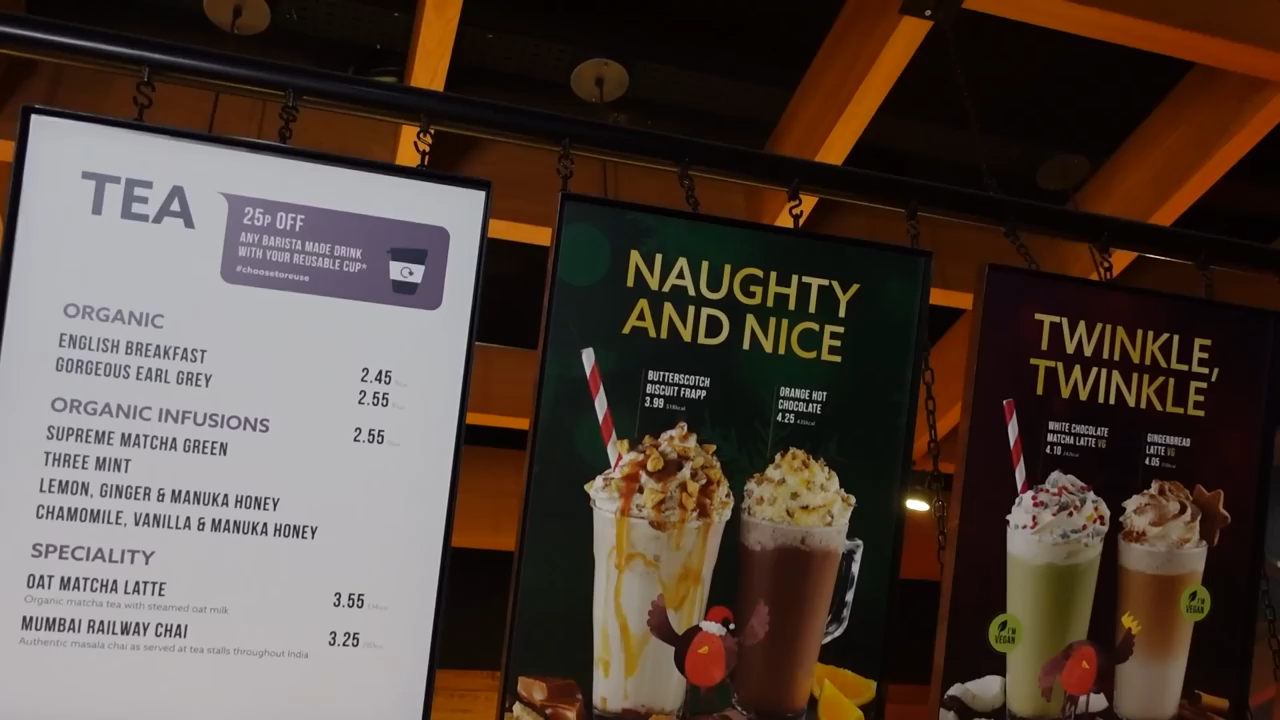 TEA
25P OFF
ANY BARISTA MADE DRINK
WITH YOUR REUSABLE CUP*
#choosetoreuse
ORGANIC
ENGLISH BREAKFAST 2.45
GORGEOUS EARL GREY 2.55
ORGANIC INFUSIONS 2.55
SUPREME MATCHA GREEN
THREE MINT
LEMON, GINGER & MANUKA HONEY
CHAMOMILE, VANILLA & MANUKA HONEY
SPECIALITY
OAT MATCHA LATTE 3.55
Organic matcha tea with steamed oat milk
MUMBAI RAILWAY CHAI 3.25
Authentic masala chai as served at tea stalls throughout India
NAUGHTY
AND NICE
BUTTERSCOTCH
BISCUIT FRAPP
3.99
ORANGE HOT
CHOCOLATE
4.25
TWINKLE,
TWINKLE
WHITE CHOCOLATE
MATCHA LATTE VG
4.10
GINGERBREAD
LATTE VG
4.05
I'M
VEGAN
I'M
VEGAN